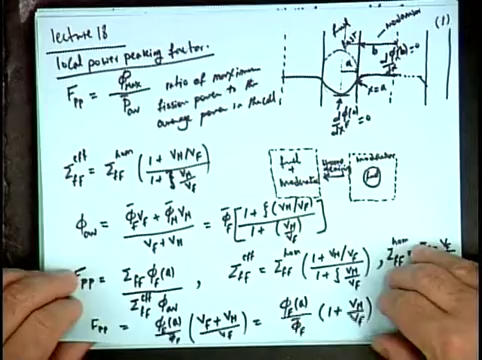 lecture 18
(1)
local power peaking factor.
fuel
moderator
a
b
x=a
F_pp = P_Max / P_av ratio of maximum
fission power to the
average power in the cell.
Σ_ff^eff = Σ_ff^hom ( (1 + V_M/V_F) / (1 + ξ V_M/V_F) )
fuel + moderator
moderator
fuel
φ_av = (φ̄_F V_F + φ̄_M V_M) / (V_F + V_M) = φ̄_F [ (1 + ξ (V_M/V_F)) / (1 + (V_M/V_F)) ]
F_pp = Σ_ff φ_f(a) / (Σ_ff^eff φ_av) , Σ_ff^eff = Σ_ff^hom ( (1 + V_M/V_F) / (1 + ξ V_M/V_F) ) , Σ_ff^hom =
F_pp = φ_f(a)/φ̄_F ( (V_F + V_M) / V_F ) = φ_f(a)/φ̄_F (1 + V_M/V_F)